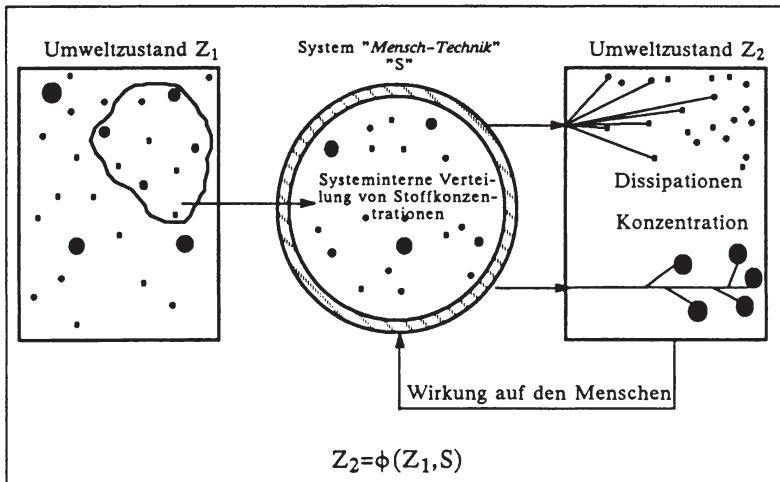 Umweltzustand Z₁
System "Mensch-Technik"
"S"
Umweltzustand Z₂
Systeminterne Vertei-
lung von Stoffkonzen-
trationen
Dissipationen
Konzentration
Wirkung auf den Menschen
Z₂=ϕ(Z₁,S)